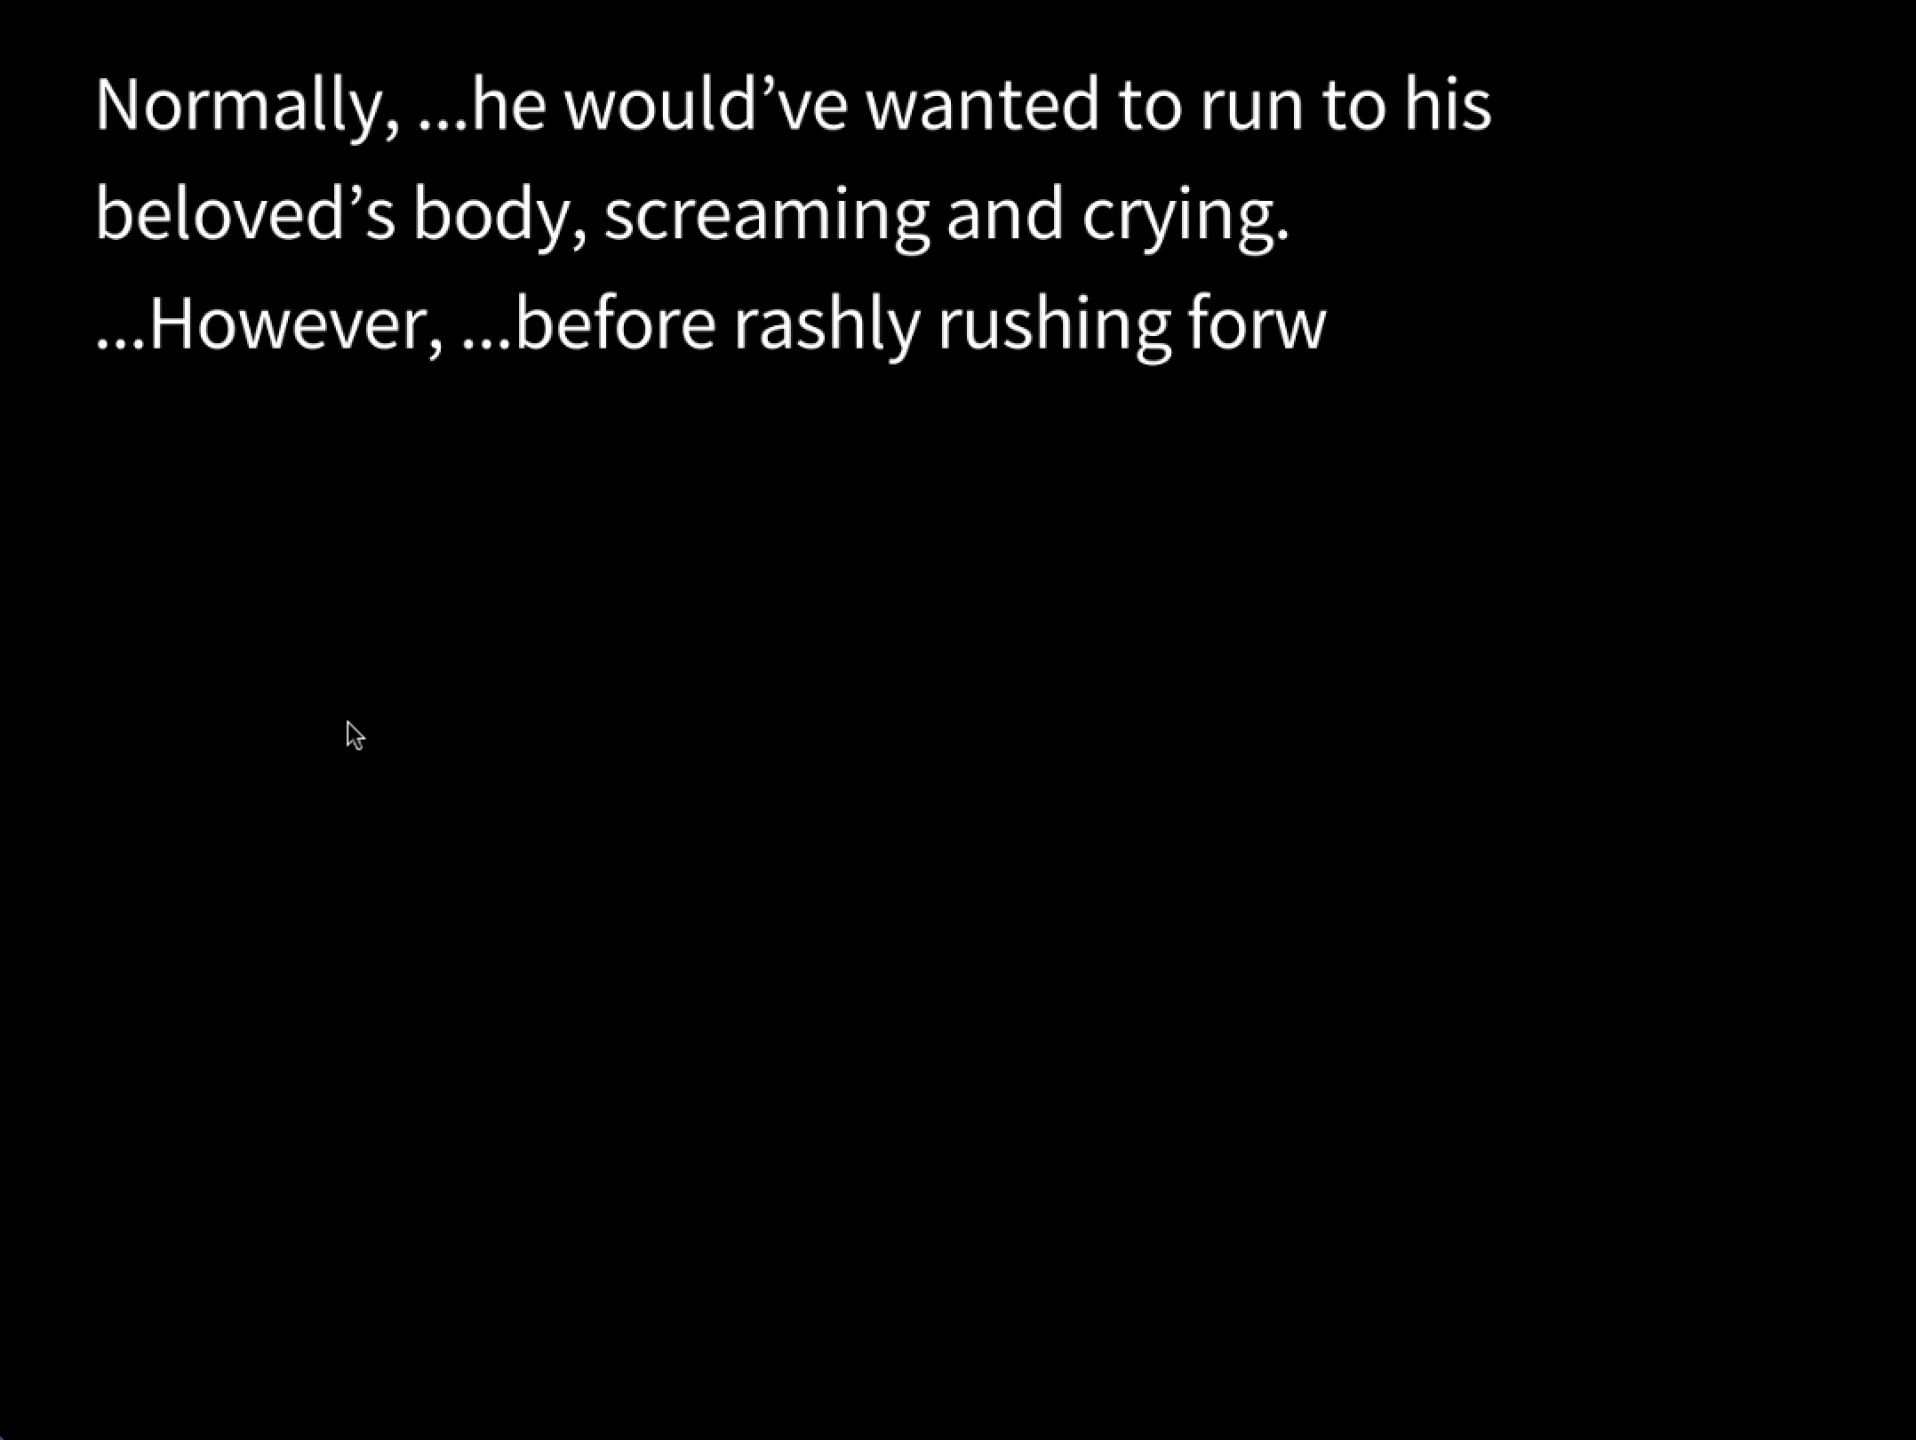 Normally, ...he would’ve wanted to run to his
beloved’s body, screaming and crying.
...However, ...before rashly rushing forw